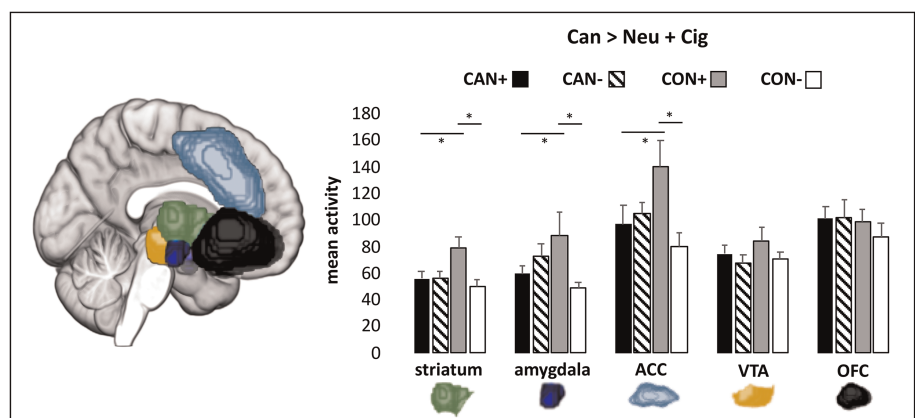 Can > Neu + Cig
CAN+ CAN- CON+ CON-
mean activity
180
160
140
120
100
80
60
40
20
0
* * * * * *
striatum amygdala ACC VTA OFC